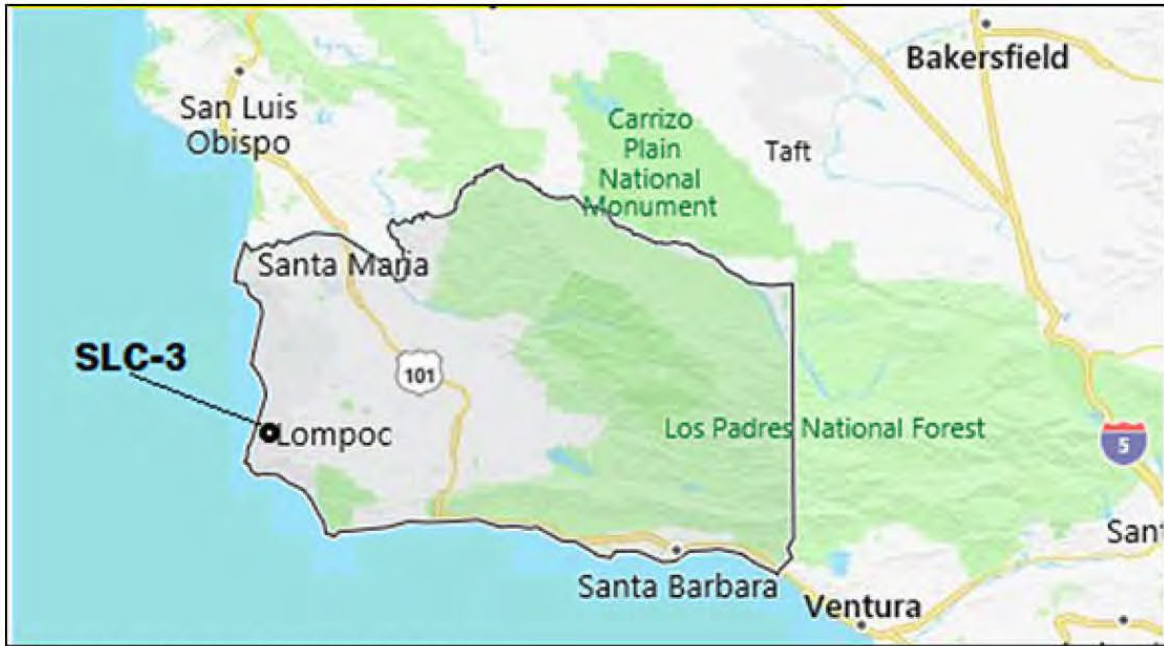 Bakersfield
San Luis
Obispo
Carrizo
Plain
National
Monument
Taft
Santa Maria
SLC-3
101
Lompoc
Los Padres National Forest
5
Sant
Santa Barbara
Ventura